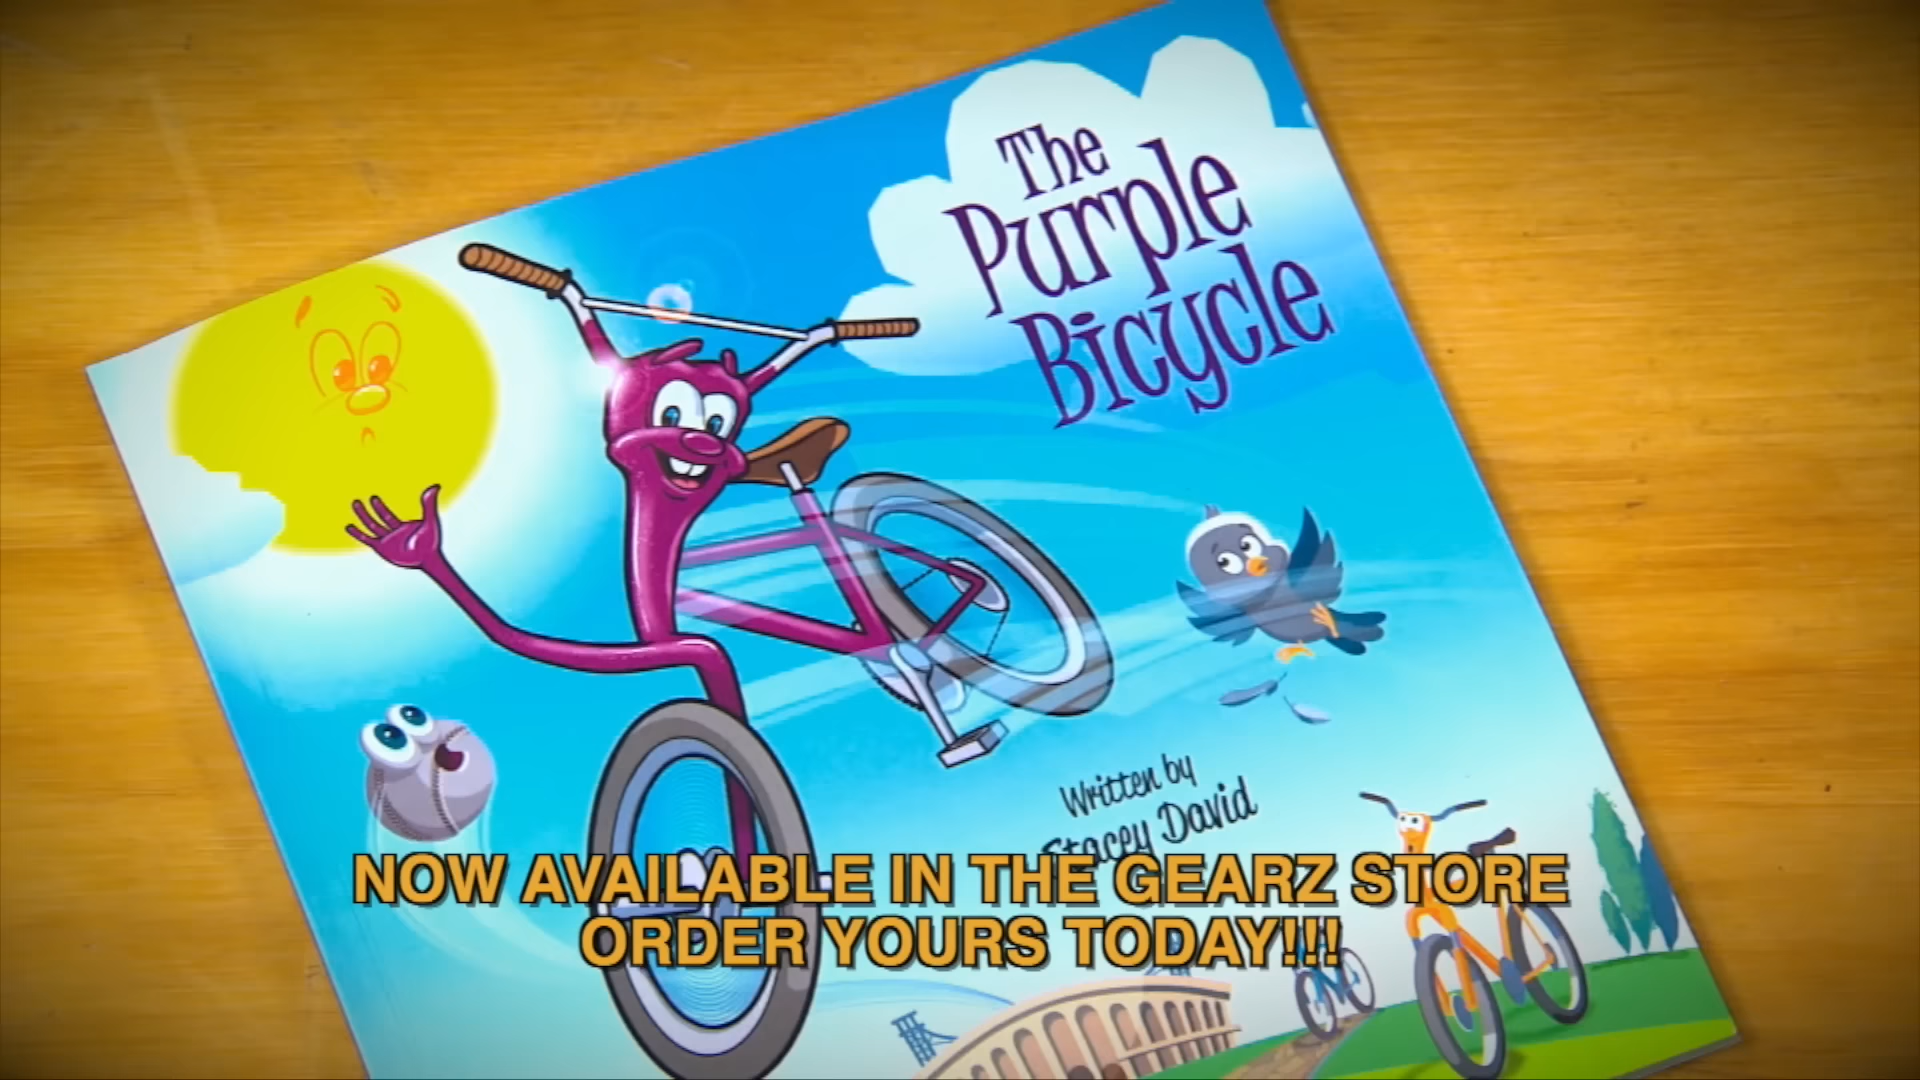 The
Purple
Bicycle
Written by
Stacey David
NOW AVAILABLE IN THE GEARZ STORE
ORDER YOURS TODAY!!!